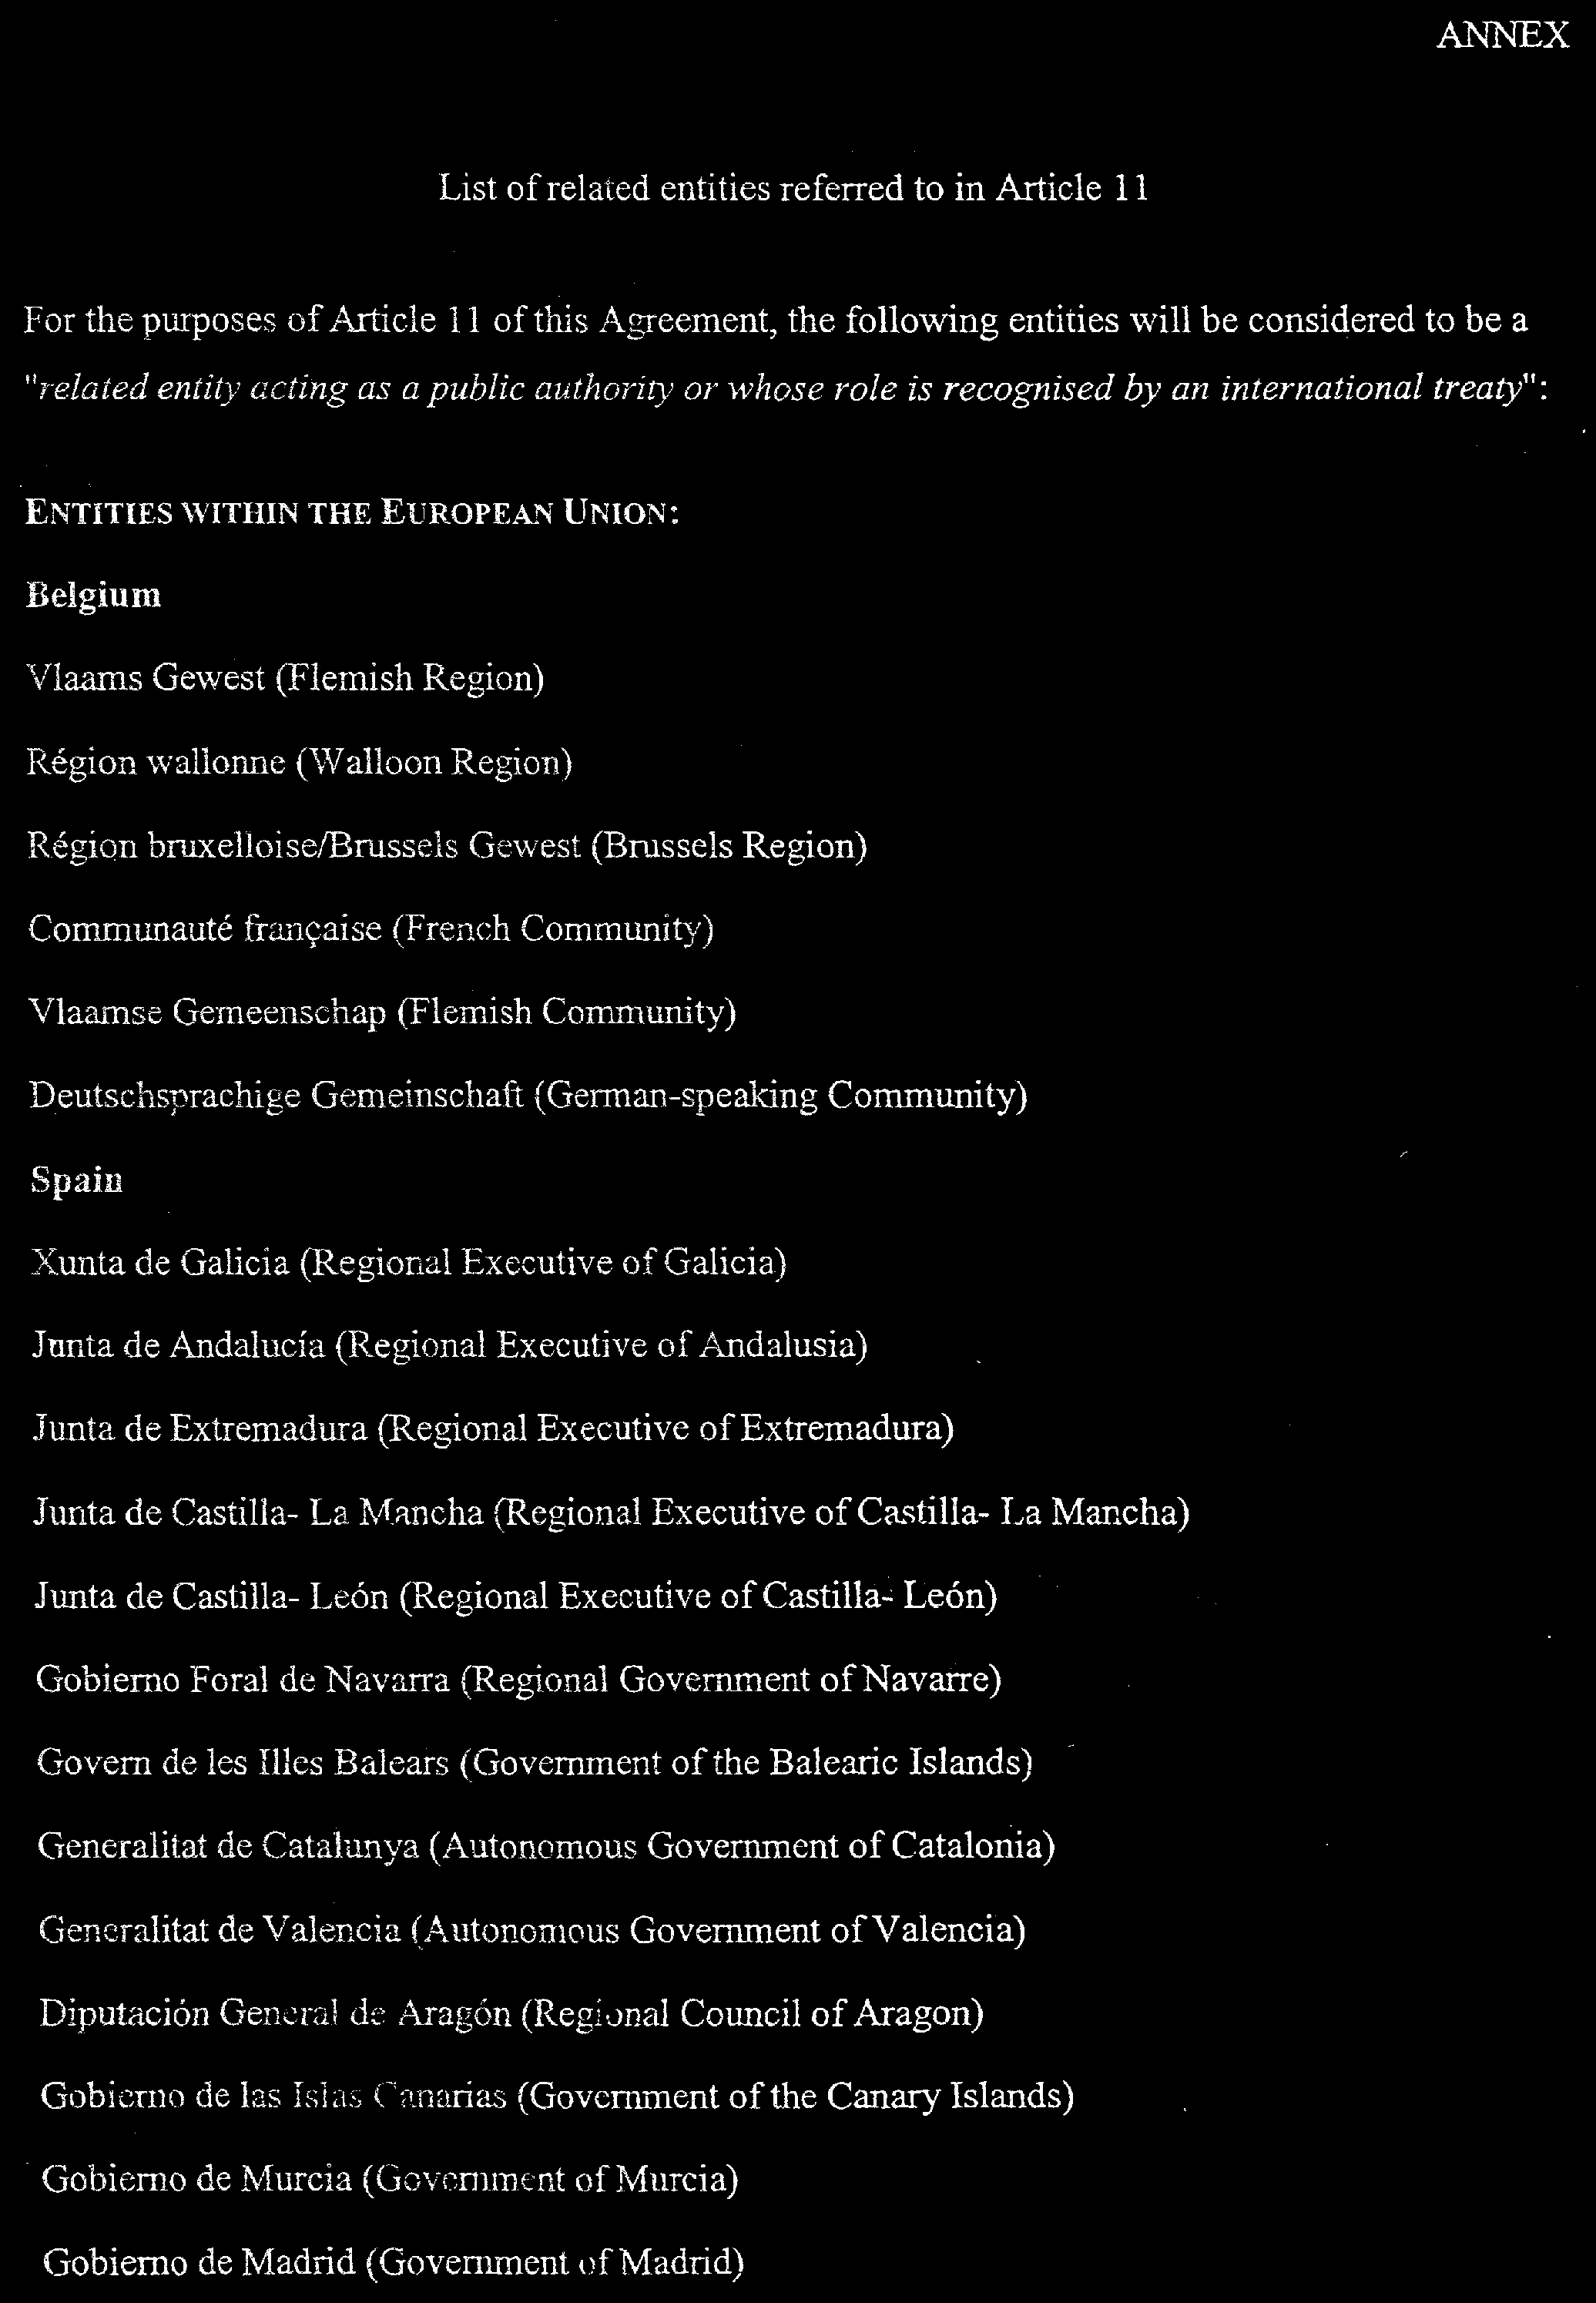 ANNEX
List of related entities referred to in Article 11
For the purposes of Article 11 of this Agreement, the following entities will be considered to be a
"related entity acting as a public authority or whose role is recognised by an international treaty":
ENTITIES WITHIN THE EUROPEAN UNION:
Belgium
Vlaams Gewest (Flemish Region)
Région wallonne (Walloon Region)
Région bruxelloise/Brussels Gewest (Brussels Region)
Communauté française (French Community)
Vlaamse Gemeenschap (Flemish Community)
Deutschsprachige Gemeinschaft (German-speaking Community)
Spain
Xunta de Galicia (Regional Executive of Galicia)
Junta de Andalucía (Regional Executive of Andalusia)
Junta de Extremadura (Regional Executive of Extremadura)
Junta de Castilla- La Mancha (Regional Executive of Castilla- La Mancha)
Junta de Castilla- León (Regional Executive of Castilla- León)
Gobierno Foral de Navarra (Regional Government of Navarre)
Govern de les Illes Balears (Government of the Balearic Islands)
Generalitat de Catalunya (Autonomous Government of Catalonia)
Generalitat de Valencia (Autonomous Government of Valencia)
Diputación General de Aragón (Regional Council of Aragon)
Gobierno de las Islas Canarias (Government of the Canary Islands)
Gobierno de Murcia (Government of Murcia)
Gobierno de Madrid (Government of Madrid)